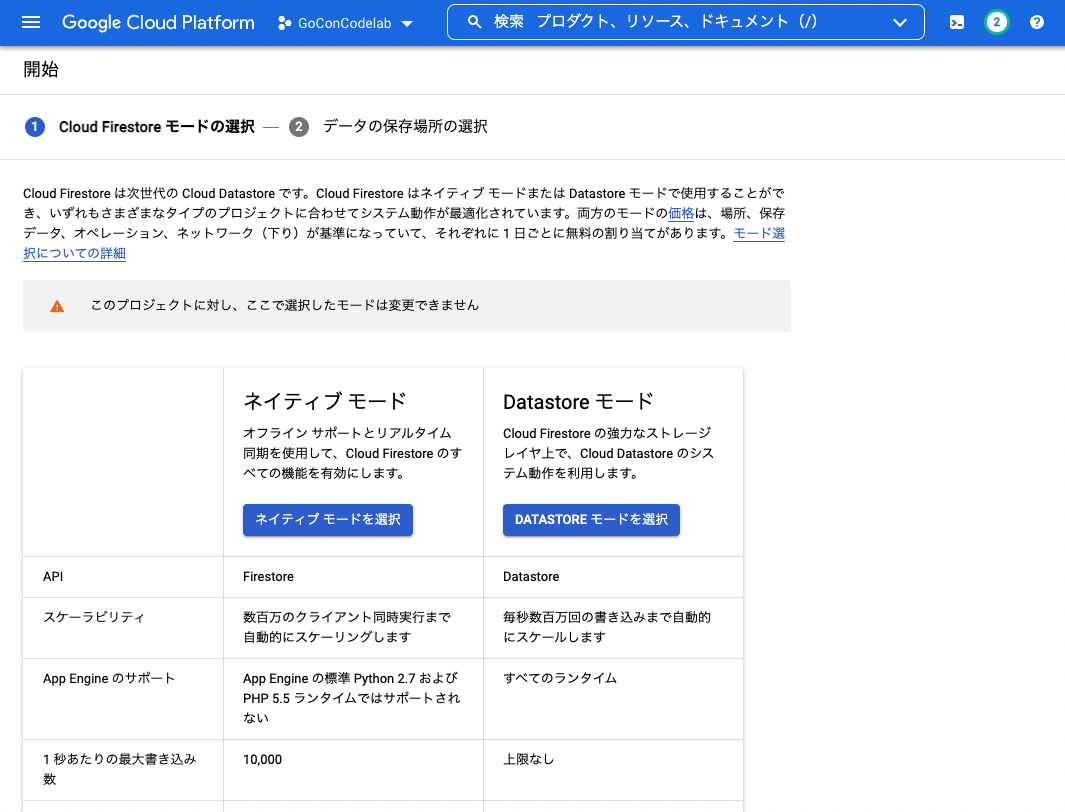 Google Cloud Platform
GoConCodelab
検索 プロダクト、リソース、ドキュメント（/）
2
?
開始
1 Cloud Firestore モードの選択 — 2 データの保存場所の選択
Cloud Firestore は次世代の Cloud Datastore です。Cloud Firestore はネイティブ モードまたは Datastore モードで使用することがで
き、いずれもさまざまなタイプのプロジェクトに合わせてシステム動作が最適化されています。両方のモードの価格は、場所、保存
データ、オペレーション、ネットワーク（下り）が基準になっていて、それぞれに 1 日ごとに無料の割り当てがあります。モード選
択についての詳細
このプロジェクトに対し、ここで選択したモードは変更できません
ネイティブ モード
オフライン サポートとリアルタイム
同期を使用して、Cloud Firestore のす
べての機能を有効にします。
ネイティブ モードを選択
Datastore モード
Cloud Firestore の強力なストレージ
レイヤ上で、Cloud Datastore のシス
テム動作を利用します。
DATASTORE モードを選択
API
Firestore
Datastore
スケーラビリティ
数百万のクライアント同時実行まで
自動的にスケーリングします
毎秒数百万回の書き込みまで自動的
にスケールします
App Engine のサポート
App Engine の標準 Python 2.7 および
PHP 5.5 ランタイムではサポートされ
ない
すべてのランタイム
1 秒あたりの最大書き込み
数
10,000
上限なし